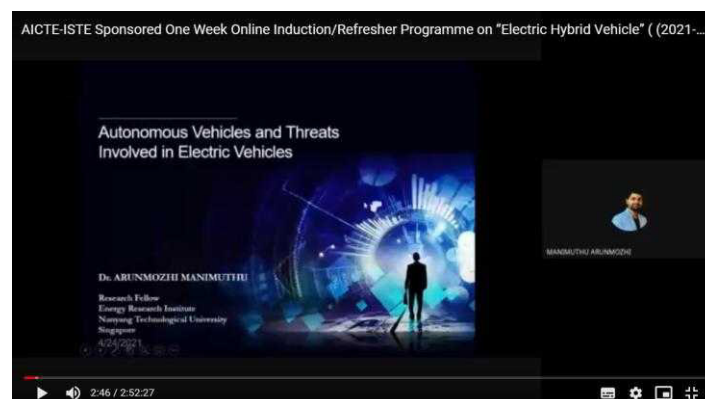 AICTE-ISTE Sponsored One Week Online Induction/Refresher Programme on "Electric Hybrid Vehicle" ( (2021-...
Autonomous Vehicles and Threats
Involved in Electric Vehicles
Dr. ARUNMOZHI MANIMUTHU
Research Fellow
Energy Research Institute
Nanyang Technological University
Singapore
4/24/2021
MANIMUTHU ARUNMOZHI
2:46 / 2:52:27